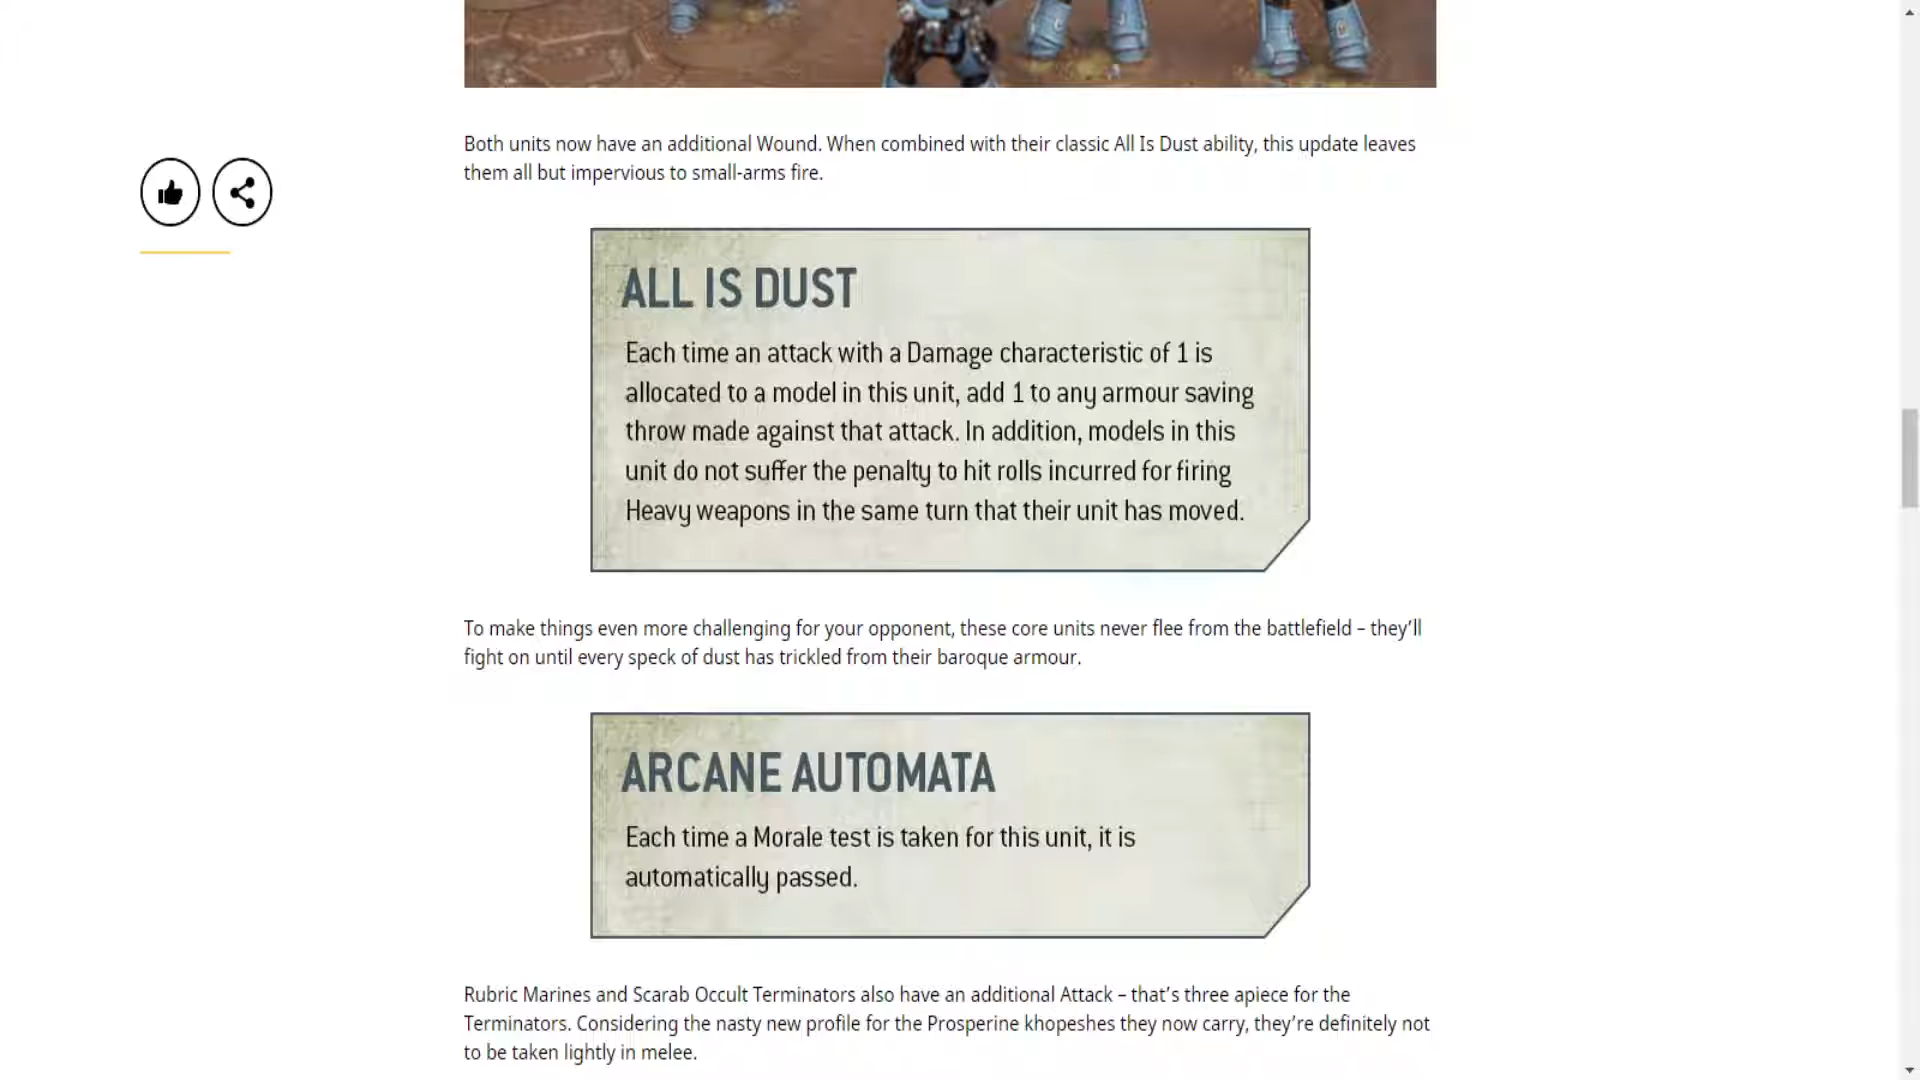 Both units now have an additional Wound. When combined with their classic All Is Dust ability, this update leaves
them all but impervious to small-arms fire.
ALL IS DUST
Each time an attack with a Damage characteristic of 1 is
allocated to a model in this unit, add 1 to any armour saving
throw made against that attack. In addition, models in this
unit do not suffer the penalty to hit rolls incurred for firing
Heavy weapons in the same turn that their unit has moved.
To make things even more challenging for your opponent, these core units never flee from the battlefield – they’ll
fight on until every speck of dust has trickled from their baroque armour.
ARCANE AUTOMATA
Each time a Morale test is taken for this unit, it is
automatically passed.
Rubric Marines and Scarab Occult Terminators also have an additional Attack – that’s three apiece for the
Terminators. Considering the nasty new profile for the Prosperine khopeshes they now carry, they’re definitely not
to be taken lightly in melee.